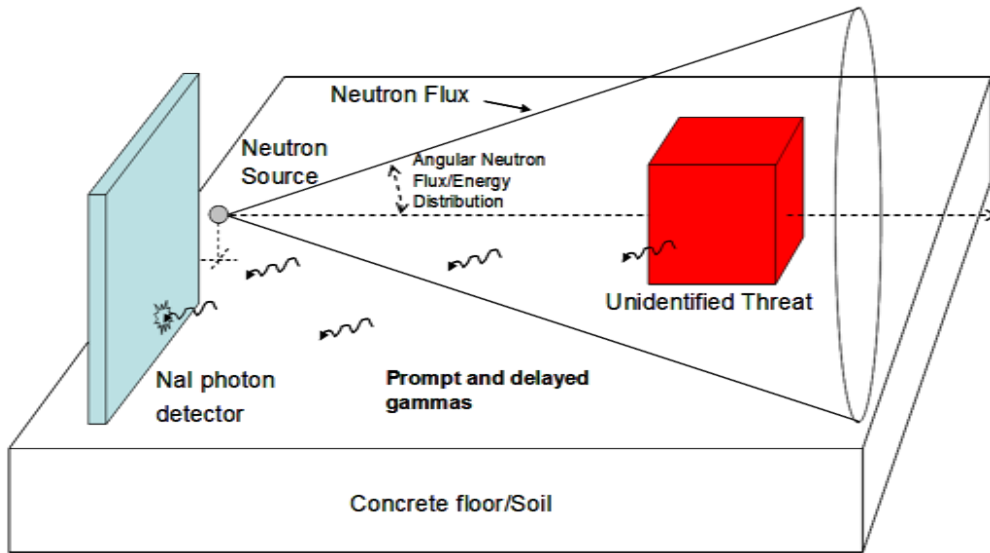 Neutron Flux
Neutron
Source
Angular Neutron
Flux/Energy
Distribution
Unidentified Threat
NaI photon
detector
Prompt and delayed
gammas
Concrete floor/Soil